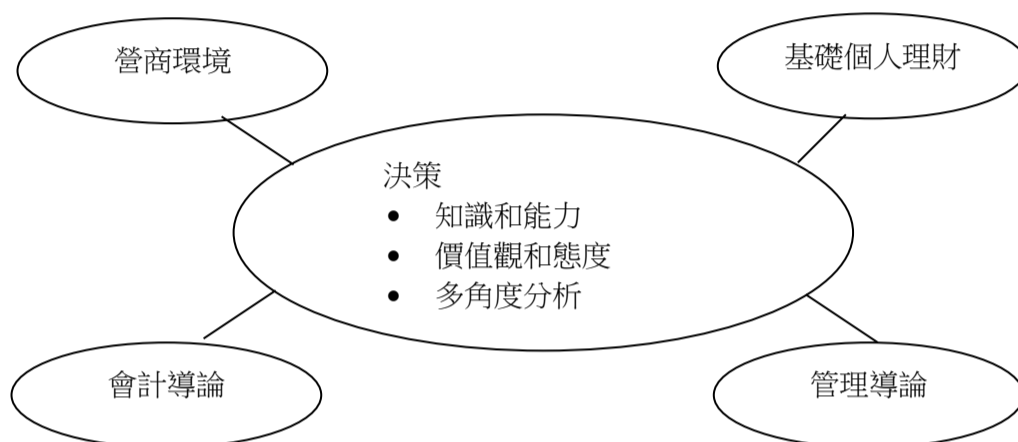 營商環境
基礎個人理財
決策
• 知識和能力
• 價值觀和態度
• 多角度分析
會計導論
管理導論